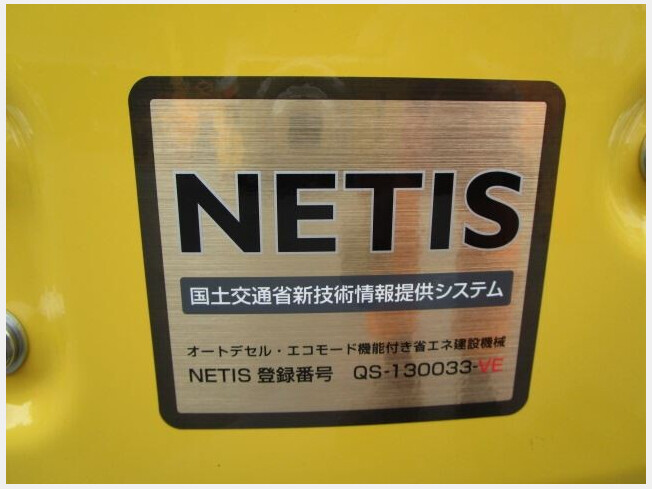 NETIS
国土交通省新技術情報提供システム
オートデセル・エコモード機能付き省エネ建設機械
NETIS 登録番号 QS-130033-VE